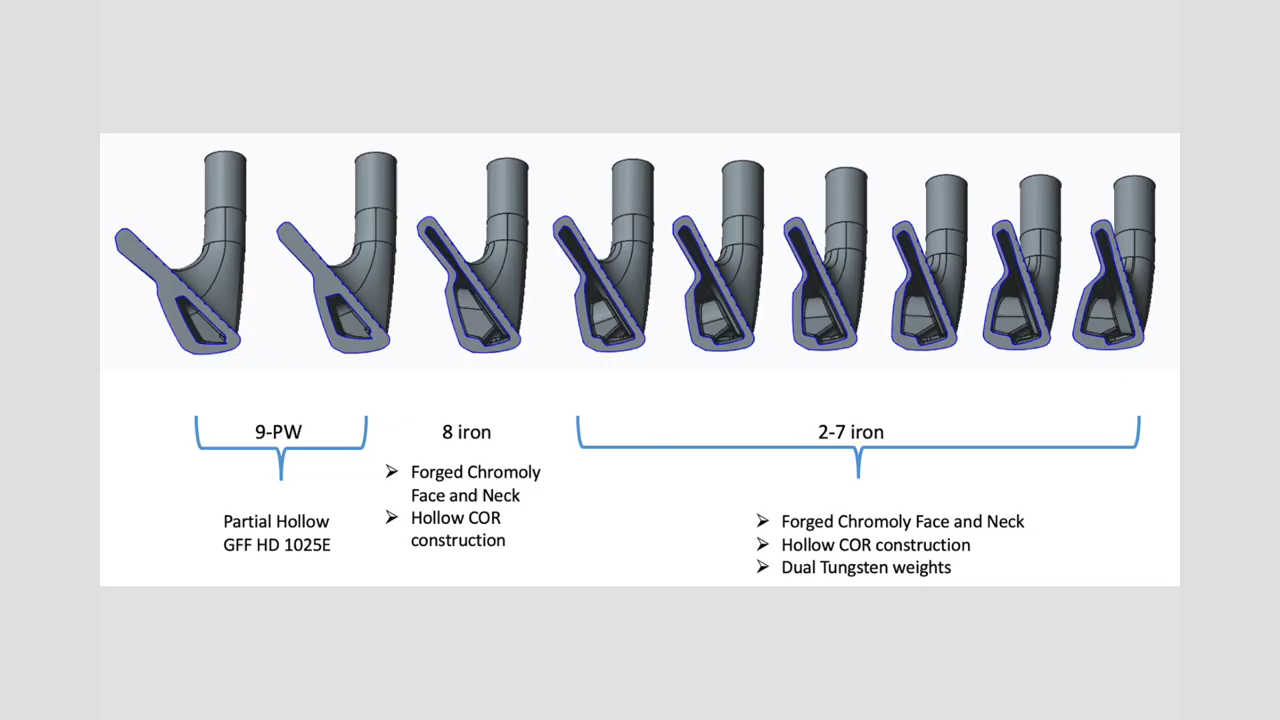 9-PW
Partial Hollow
GFF HD 1025E
8 iron
Forged Chromoly
Face and Neck
Hollow COR
construction
2-7 iron
Forged Chromoly Face and Neck
Hollow COR construction
Dual Tungsten weights